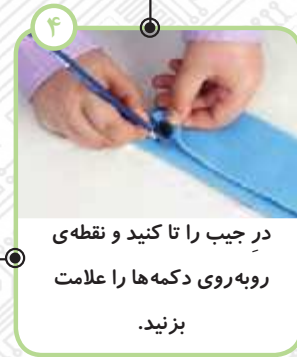 ۴
درِ جیب را تا کنید و نقطه‌ی
روبه‌روی دکمه‌ها را علامت
بزنید.